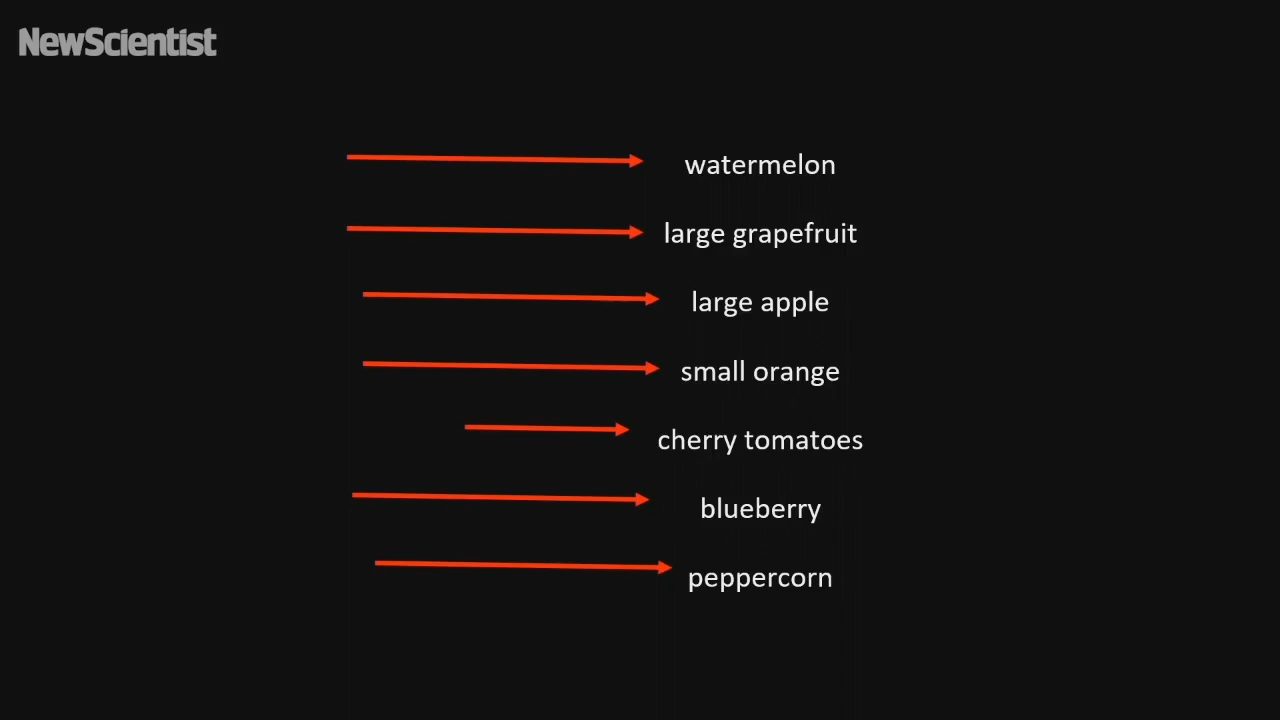 NewScientist
watermelon
large grapefruit
large apple
small orange
cherry tomatoes
blueberry
peppercorn